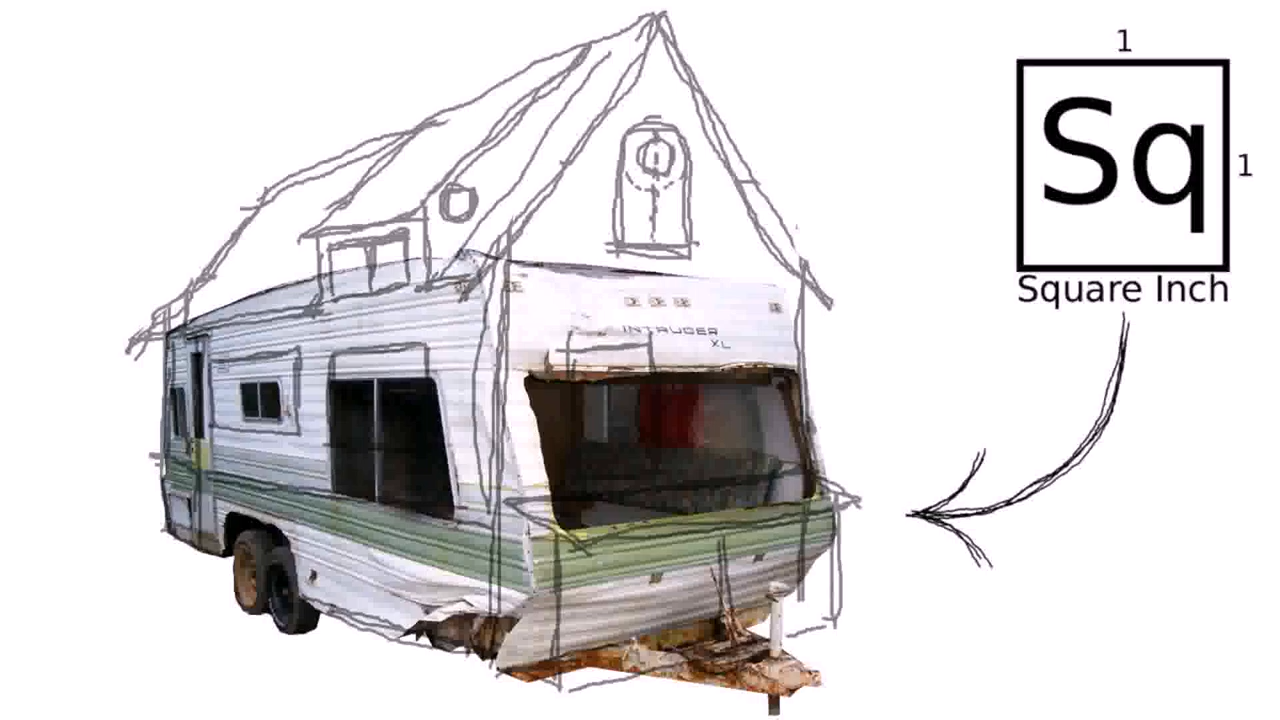 1
Sq
1
Square Inch
INTRUDER
XL